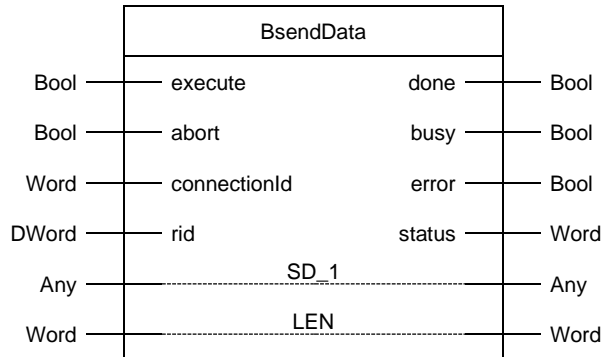 BsendData
Bool execute done Bool
Bool abort busy Bool
Word connectionId error Bool
DWord rid status Word
Any SD_1 Any
Word LEN Word